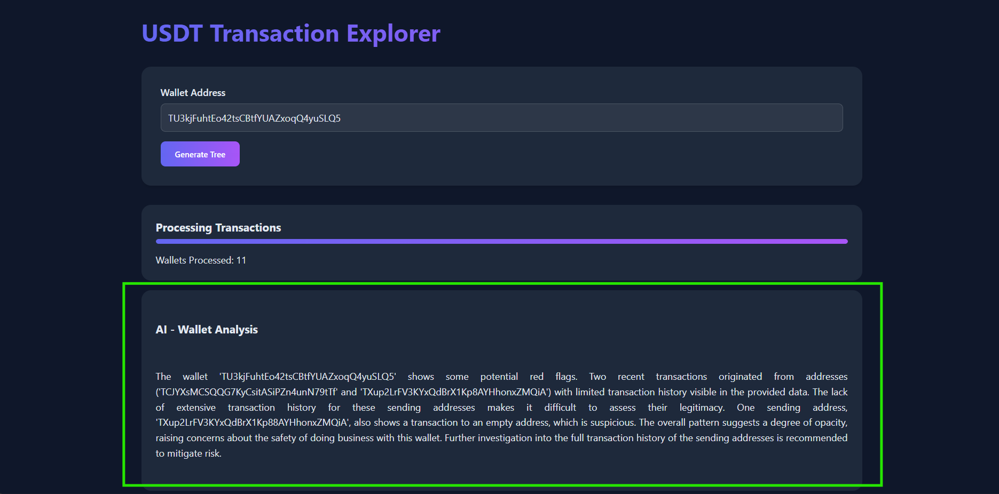 USDT Transaction Explorer
Wallet Address
TU3kjFuhtEo42tsCBtfYUAZxoqQ4yuSLQ5
Generate Tree
Processing Transactions
Wallets Processed: 11
AI - Wallet Analysis
The wallet 'TU3kjFuhtEo42tsCBtfYUAZxoqQ4yuSLQ5' shows some potential red flags. Two recent transactions originated from addresses
('TCJYXsMCSQQG7KyCsitASiPZn4unN79tTf' and 'TXup2LrFV3KYxQdBrX1Kp8AYHhonxZMQiA') with limited transaction history visible in the provided data. The lack
of extensive transaction history for these sending addresses makes it difficult to assess their legitimacy. One sending address,
'TXup2LrFV3KYxQdBrX1Kp88AYHhonxZMQiA', also shows a transaction to an empty address, which is suspicious. The overall pattern suggests a degree of opacity,
raising concerns about the safety of doing business with this wallet. Further investigation into the full transaction history of the sending addresses is recommended
to mitigate risk.